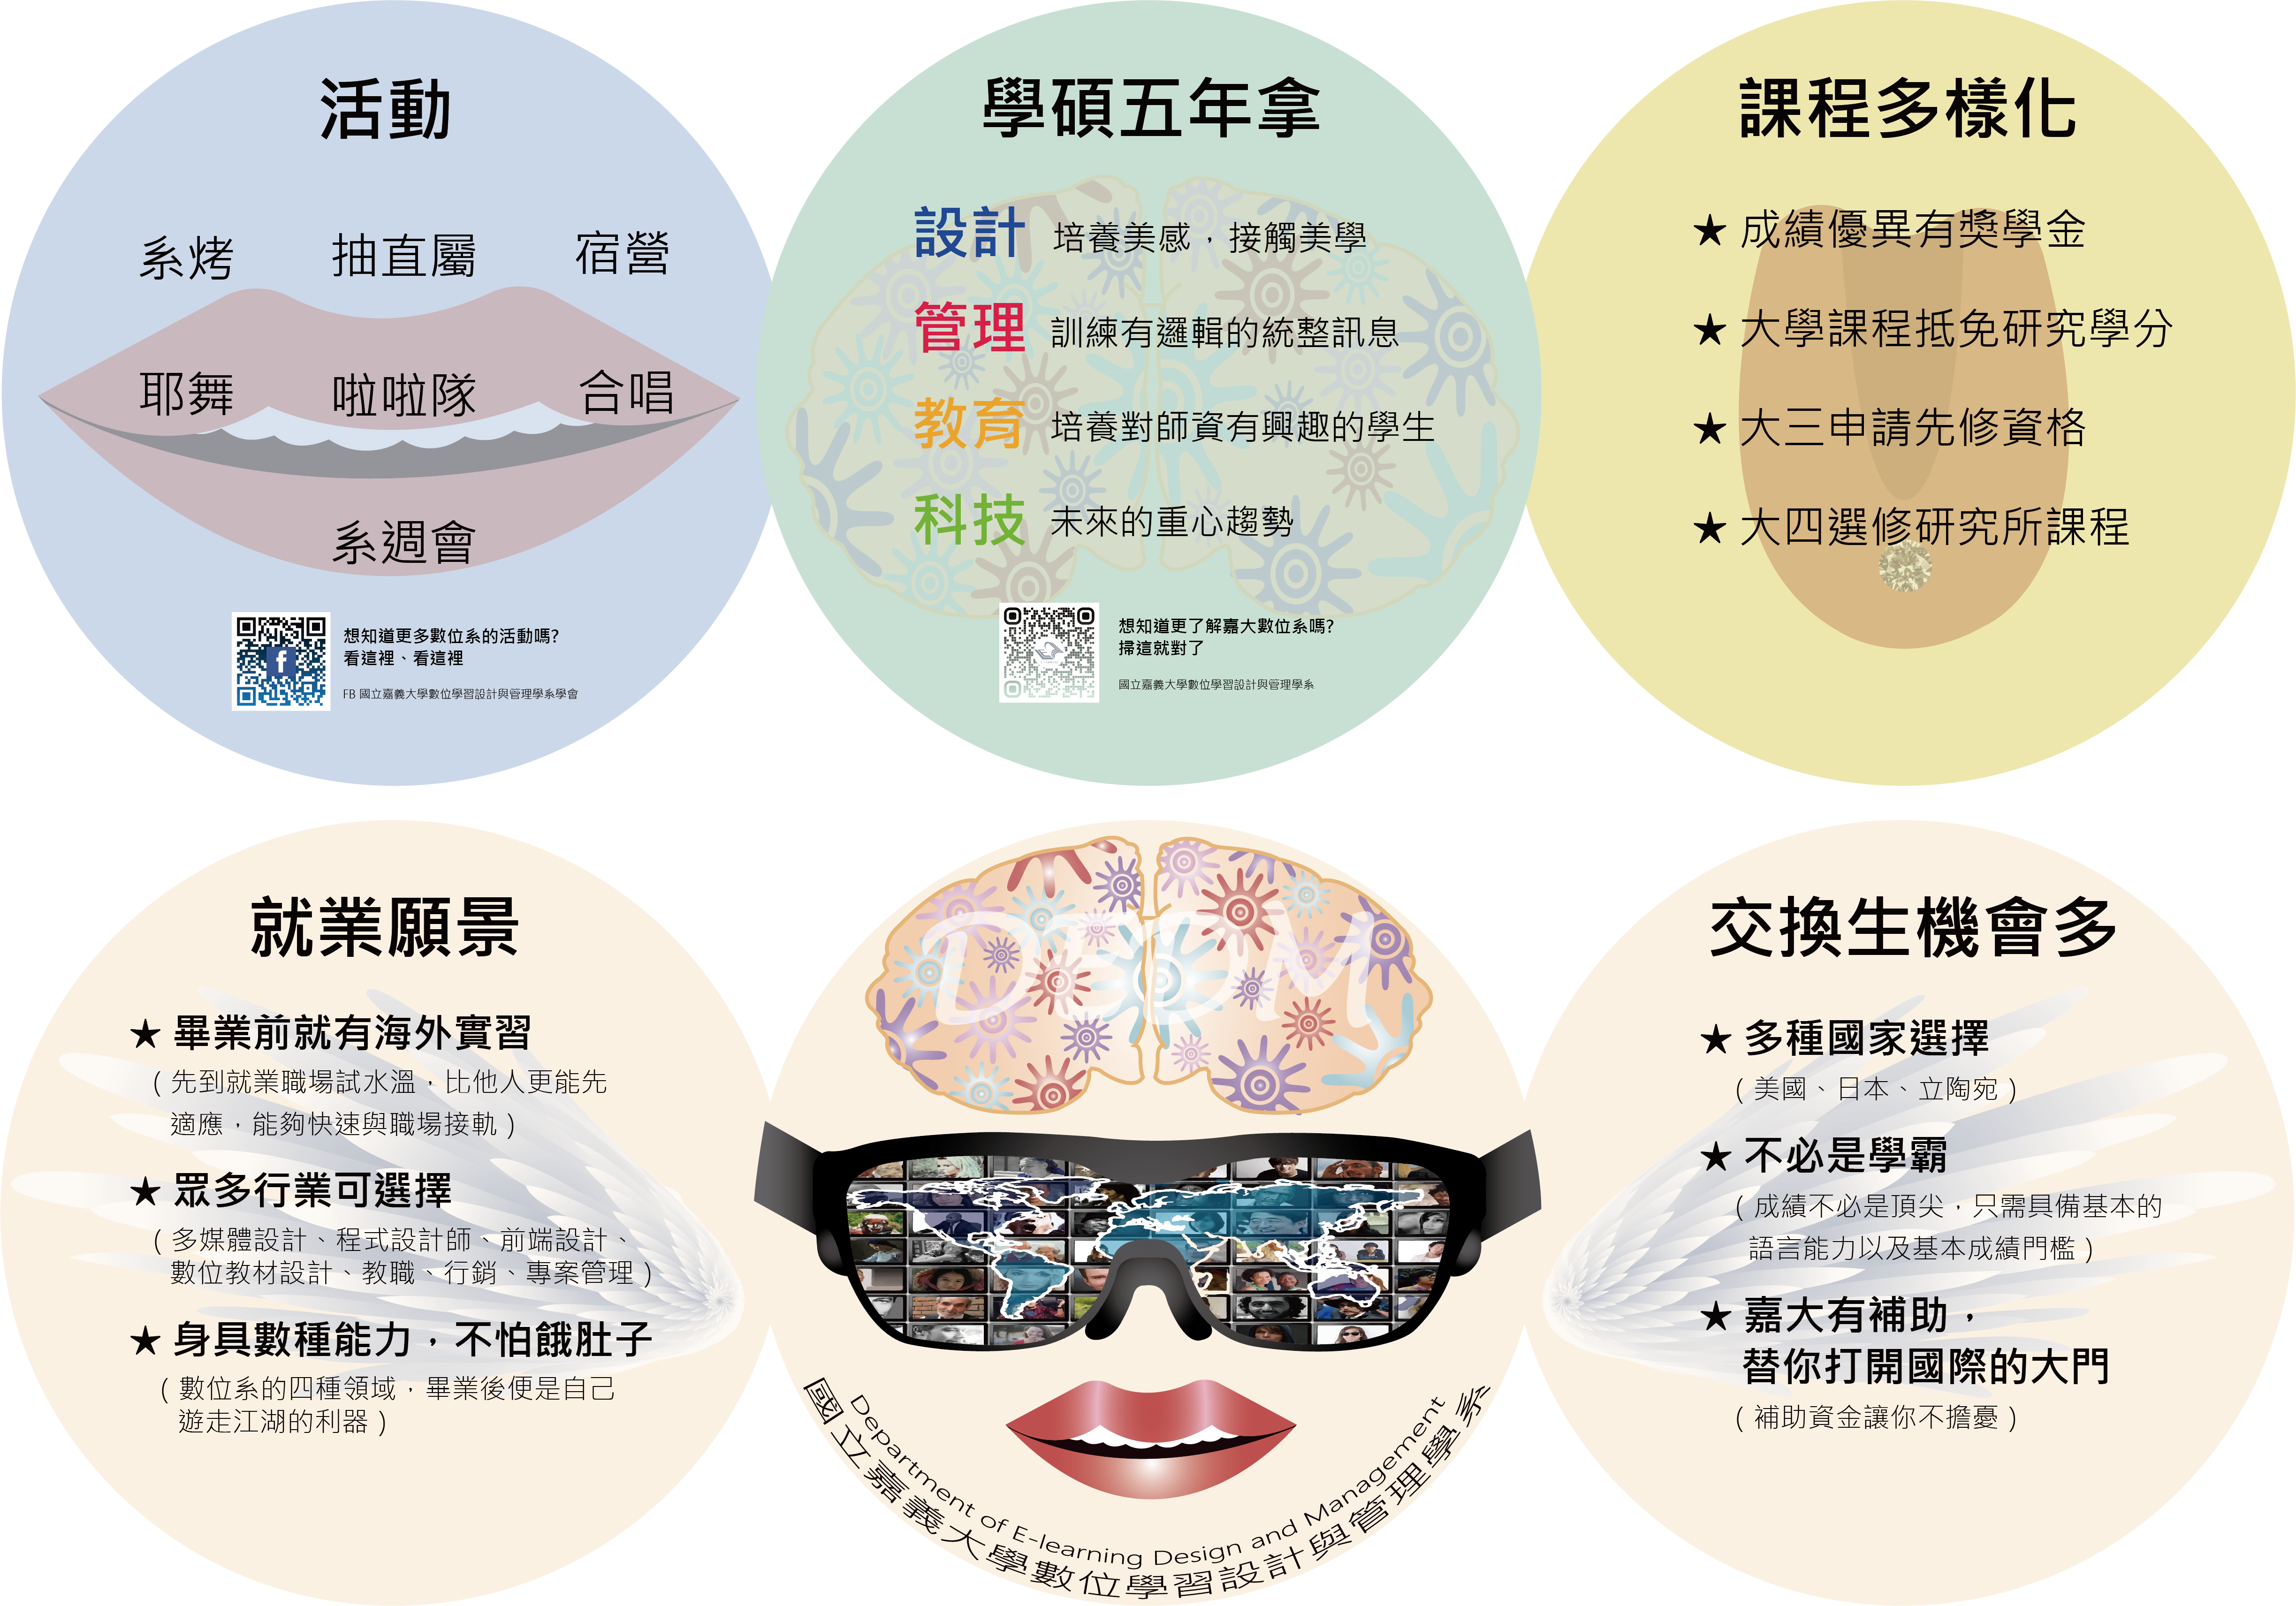 活動
系烤 抽直屬 宿營
耶舞 啦啦隊 合唱
系週會
想知道更多數位系的活動嗎?
看這裡、看這裡
FB 國立嘉義大學數位學習設計與管理學系學會
學碩五年拿
設計 培養美感，接觸美學
管理 訓練有邏輯的統整訊息
教育 培養對師資有興趣的學生
科技 未來的重心趨勢
想知道更了解嘉大數位系嗎?
掃這就對了
國立嘉義大學數位學習設計與管理學系
課程多樣化
★ 成績優異有獎學金
★ 大學課程抵免研究學分
★ 大三申請先修資格
★ 大四選修研究所課程
就業願景
★ 畢業前就有海外實習
( 先到就業職場試水溫，比他人更能先
適應，能夠快速與職場接軌 )
★ 眾多行業可選擇
( 多媒體設計、程式設計師、前端設計、
數位教材設計、教職、行銷、專案管理 )
★ 身具數種能力，不怕餓肚子
( 數位系的四種領域，畢業後便是自己
遊走江湖的利器 )
DEDM
Department of E-learning Design and Management
國立嘉義大學數位學習設計與管理學系
交換生機會多
★ 多種國家選擇
( 美國、日本、立陶宛 )
★ 不必是學霸
( 成績不必是頂尖，只需具備基本的
語言能力以及基本成績門檻 )
★ 嘉大有補助，
替你打開國際的大門
( 補助資金讓你不擔憂 )